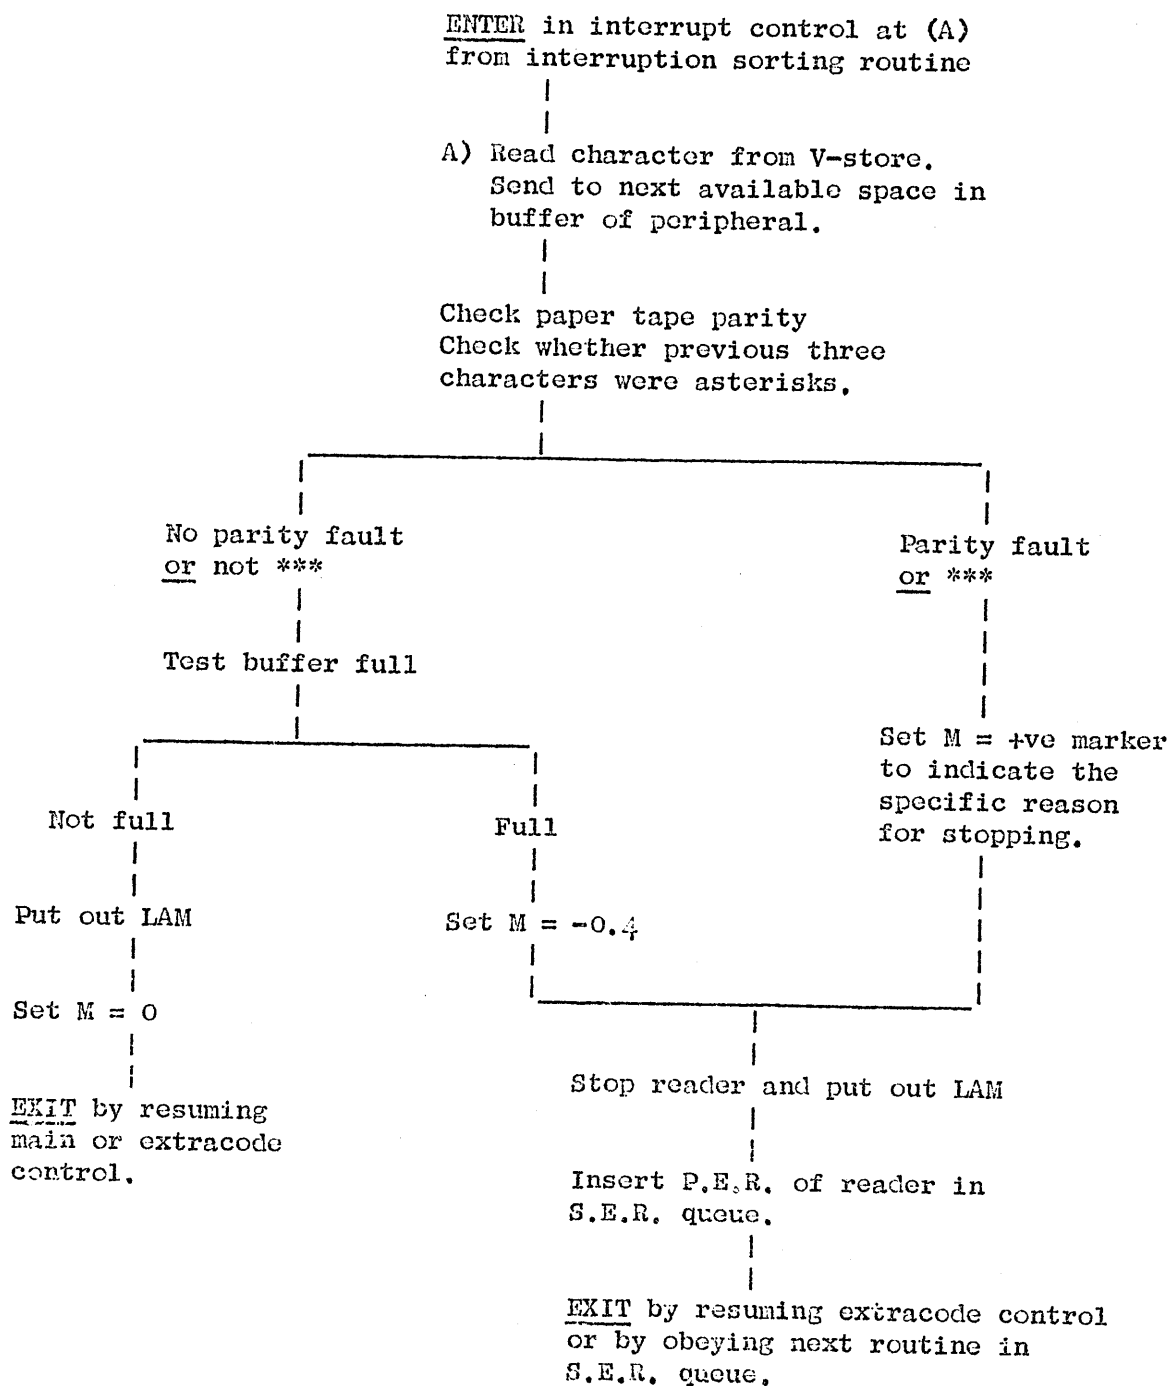 ENTER in interrupt control at (A)
from interruption sorting routine
A) Read character from V-store.
Send to next available space in
buffer of peripheral.
Check paper tape parity
Check whether previous three
characters were asterisks.
No parity fault
or not ***
Parity fault
or ***
Test buffer full
Set M = +ve marker
to indicate the
specific reason
for stopping.
Not full
Full
Put out LAM
Set M = -0.4
Set M = 0
EXIT by resuming
main or extracode
control.
Stop reader and put out LAM
Insert P.E.R. of reader in
S.E.R. queue.
EXIT by resuming extracode control
or by obeying next routine in
S.E.R. queue.